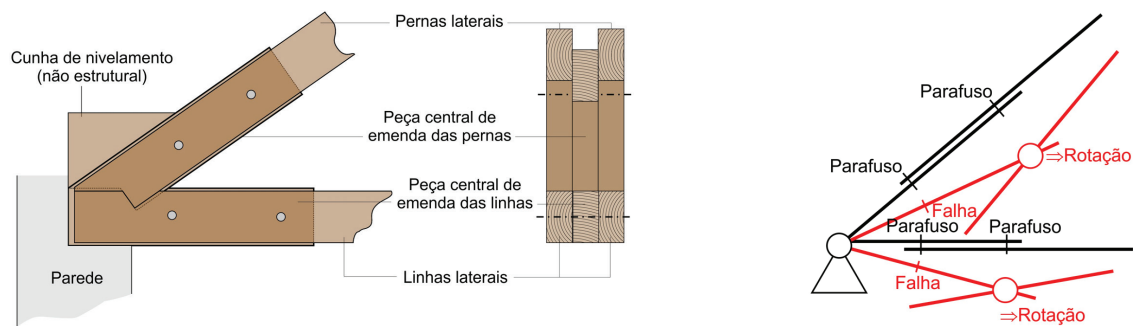 Cunha de nivelamento
(não estrutural)
Pernas laterais
Peça central de
emenda das pernas
Peça central de
emenda das linhas
Parede
Linhas laterais
Parafuso
Parafuso
⇒Rotação
Falha
Parafuso
Parafuso
Falha
⇒Rotação